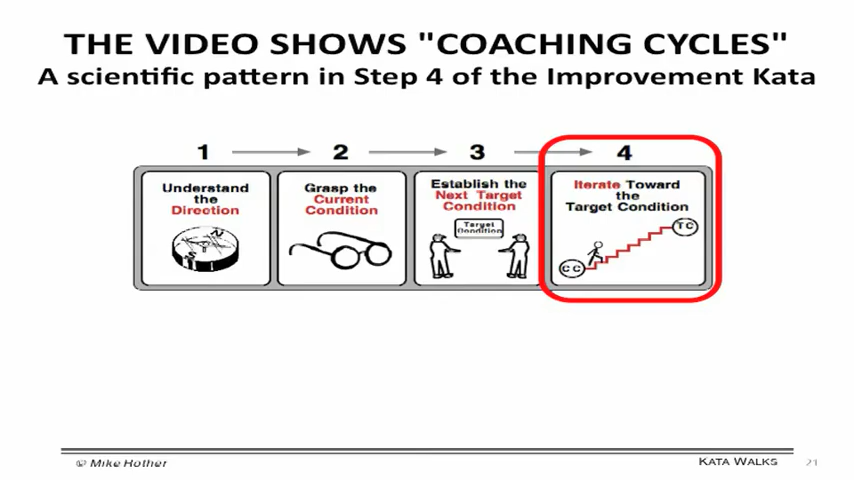 THE VIDEO SHOWS "COACHING CYCLES"
A scientific pattern in Step 4 of the Improvement Kata
1 2 3 4
Understand
the
Direction
Grasp the
Current
Condition
Establish the
Next Target
Condition
Target
Condition
Iterate Toward
the
Target Condition
N
S
CC
TC
© Mike Rother
KATA WALKS 21